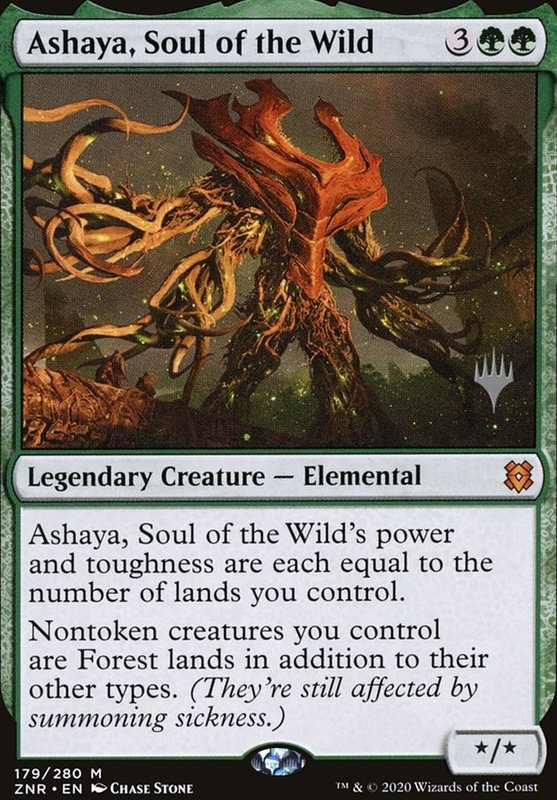 Ashaya, Soul of the Wild 3
Legendary Creature — Elemental
Ashaya, Soul of the Wild's power
and toughness are each equal to the
number of lands you control.
Nontoken creatures you control
are Forest lands in addition to their
other types. (They're still affected by
summoning sickness.)
★/★
179/280 M
ZNR • EN Chase Stone
™ & © 2020 Wizards of the Coast